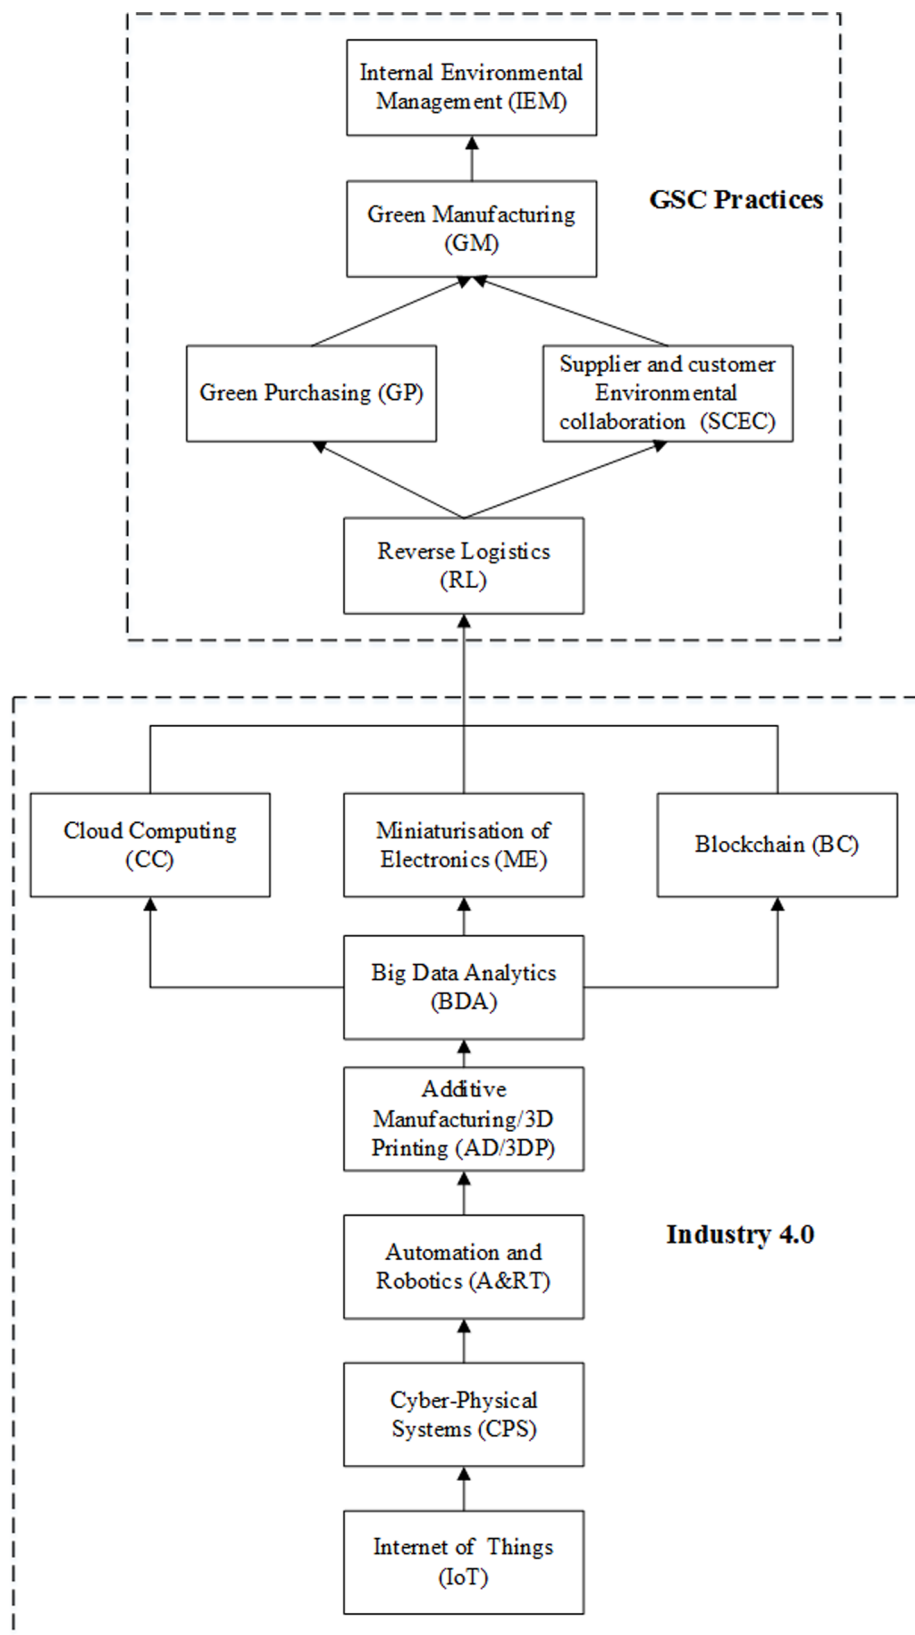 Internal Environmental
Management (IEM)
Green Manufacturing
(GM)
GSC Practices
Green Purchasing (GP)
Supplier and customer
Environmental
collaboration (SCEC)
Reverse Logistics
(RL)
Cloud Computing
(CC)
Miniaturisation of
Electronics (ME)
Blockchain (BC)
Big Data Analytics
(BDA)
Additive
Manufacturing/3D
Printing (AD/3DP)
Automation and
Robotics (A&RT)
Industry 4.0
Cyber-Physical
Systems (CPS)
Internet of Things
(IoT)